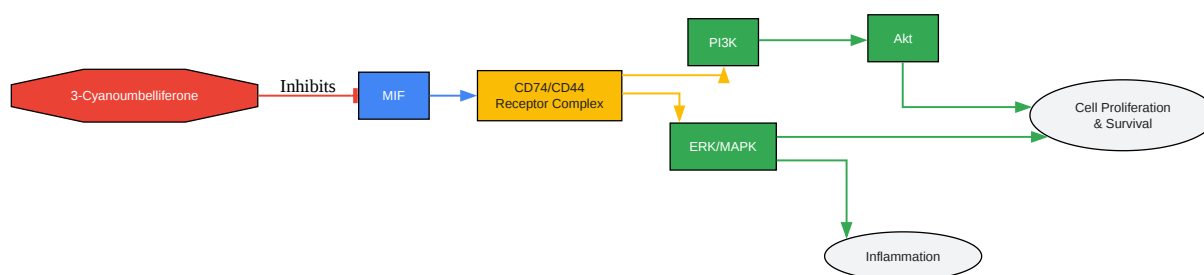 3-Cyanoumbelliferone
Inhibits
MIF
CD74/CD44
Receptor Complex
PI3K
Akt
ERK/MAPK
Cell Proliferation
& Survival
Inflammation